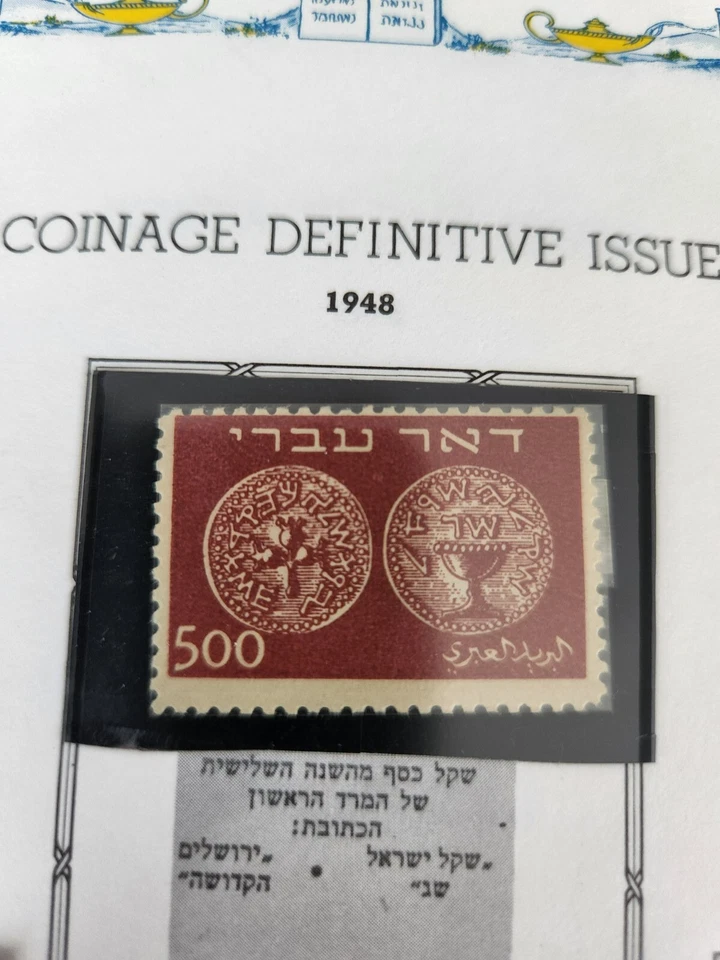 COINAGE DEFINITIVE ISSUE
1948
דאר עברי
שד
500
البريد العبري
שקל כסף מהשנה השלישית
של המרד הראשון
הכתובת:
„שקל ישראל • „ירושלים
שג“ הקדושה“